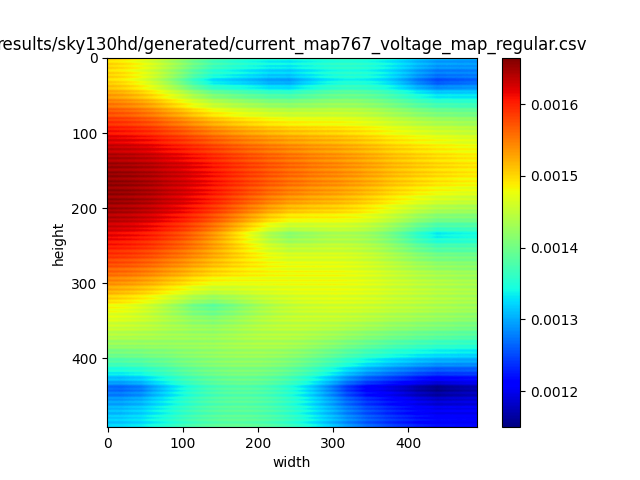 results/sky130hd/generated/current_map767_voltage_map_regular.csv
0
100
200
300
400
height
0 100 200 300 400
width
0.0016
0.0015
0.0014
0.0013
0.0012